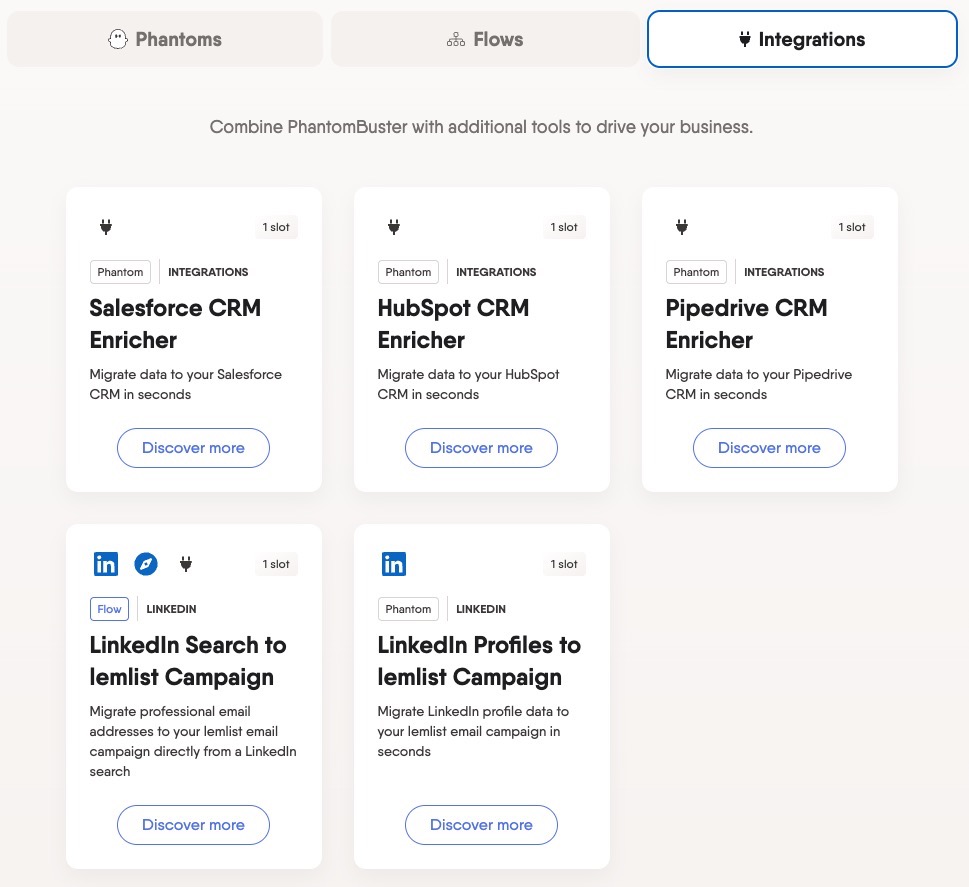 Phantoms
Flows
Integrations
Combine PhantomBuster with additional tools to drive your business.
1 slot
Phantom
INTEGRATIONS
Salesforce CRM
Enricher
Migrate data to your Salesforce
CRM in seconds
Discover more
1 slot
Phantom
INTEGRATIONS
HubSpot CRM
Enricher
Migrate data to your HubSpot
CRM in seconds
Discover more
1 slot
Phantom
INTEGRATIONS
Pipedrive CRM
Enricher
Migrate data to your Pipedrive
CRM in seconds
Discover more
in
1 slot
Flow
LINKEDIN
LinkedIn Search to
lemlist Campaign
Migrate professional email
addresses to your lemlist email
campaign directly from a LinkedIn
search
Discover more
in
1 slot
Phantom
LINKEDIN
LinkedIn Profiles to
lemlist Campaign
Migrate LinkedIn profile data to
your lemlist email campaign in
seconds
Discover more